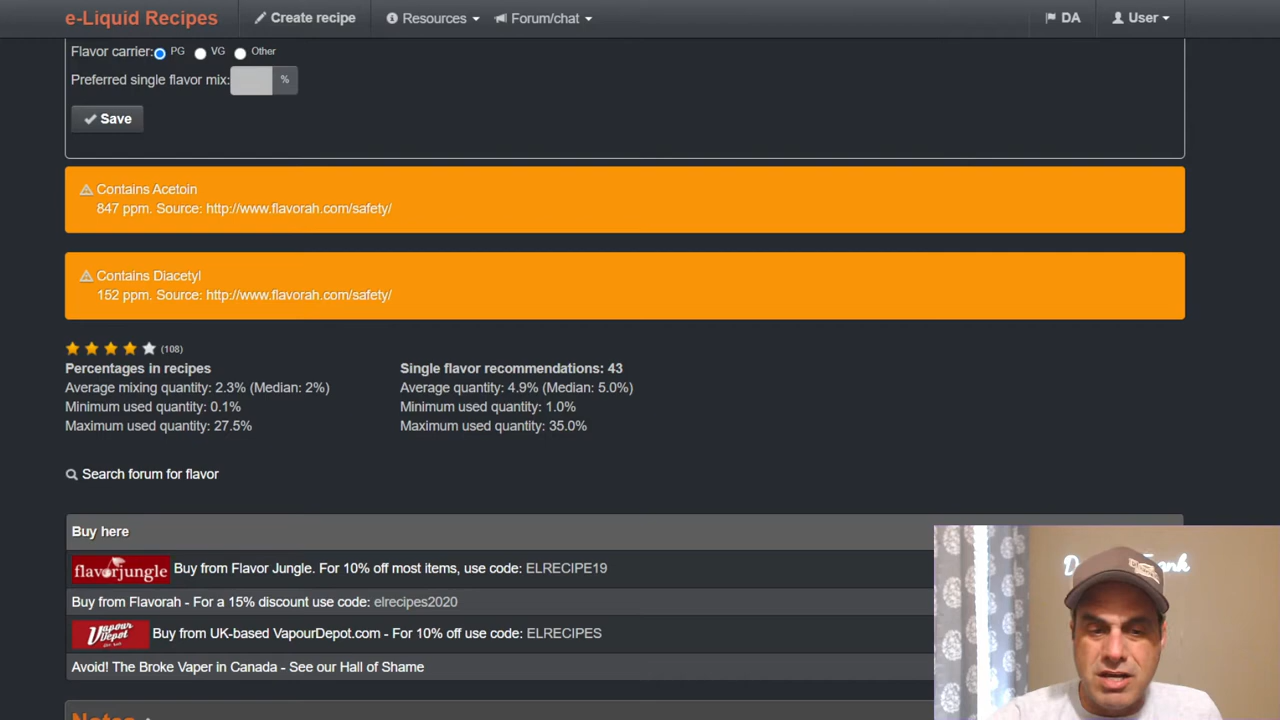 e-Liquid Recipes
Create recipe
Resources
Forum/chat
DA
User
Flavor carrier: PG VG Other
Preferred single flavor mix: %
Save
Contains Acetoin
847 ppm. Source: http://www.flavorah.com/safety/
Contains Diacetyl
152 ppm. Source: http://www.flavorah.com/safety/
(108)
Percentages in recipes
Average mixing quantity: 2.3% (Median: 2%)
Minimum used quantity: 0.1%
Maximum used quantity: 27.5%
Single flavor recommendations: 43
Average quantity: 4.9% (Median: 5.0%)
Minimum used quantity: 1.0%
Maximum used quantity: 35.0%
Search forum for flavor
Buy here
flavorjungle Buy from Flavor Jungle. For 10% off most items, use code: ELRECIPE19
Buy from Flavorah - For a 15% discount use code: elrecipes2020
Vapour Depot Buy from UK-based VapourDepot.com - For 10% off use code: ELRECIPES
Avoid! The Broke Vaper in Canada - See our Hall of Shame
Notes